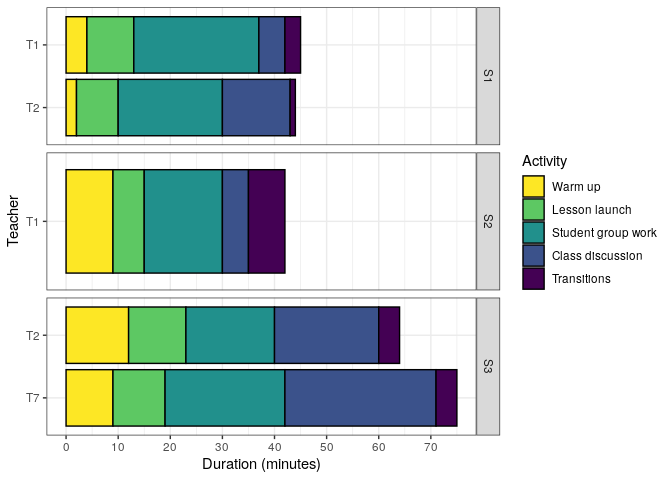 T1
T2
S1
T1
S2
T2
T7
S3
Teacher
0 10 20 30 40 50 60 70
Duration (minutes)
Activity
Warm up
Lesson launch
Student group work
Class discussion
Transitions